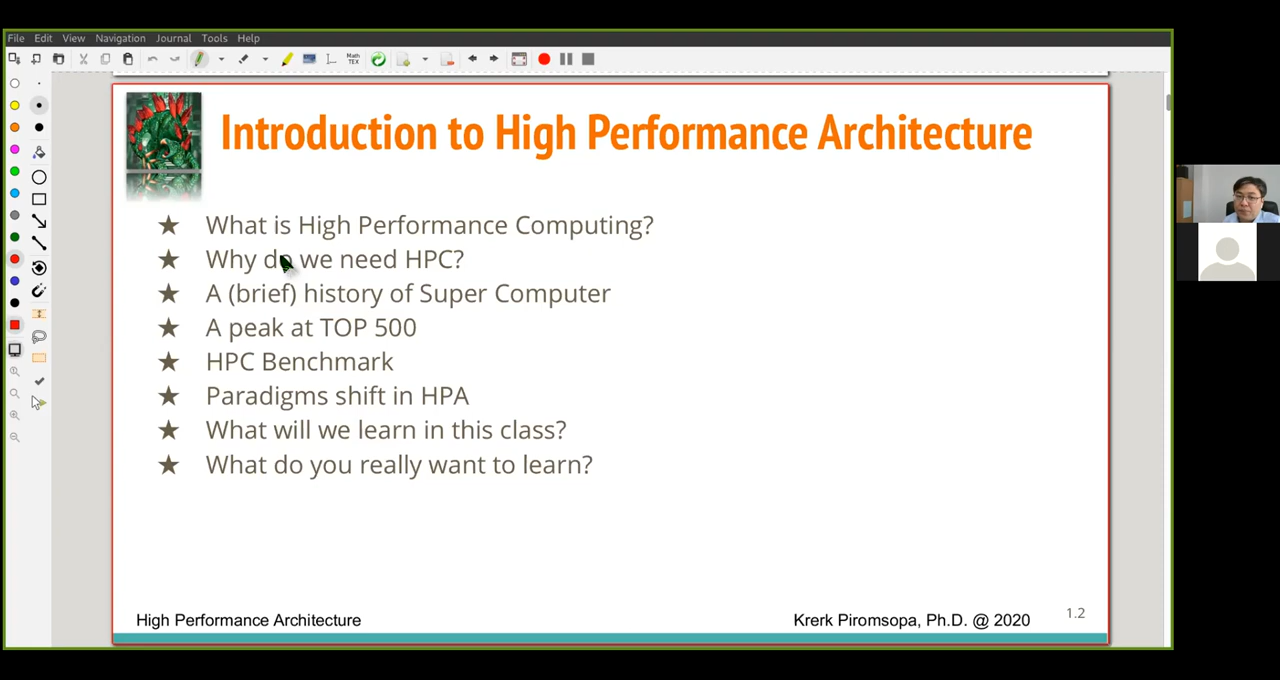 File Edit View Navigation Journal Tools Help
Math
TEX
Introduction to High Performance Architecture
★ What is High Performance Computing?
★ Why do we need HPC?
★ A (brief) history of Super Computer
★ A peak at TOP 500
★ HPC Benchmark
★ Paradigms shift in HPA
★ What will we learn in this class?
★ What do you really want to learn?
High Performance Architecture
Krerk Piromsopa, Ph.D. @ 2020
1.2